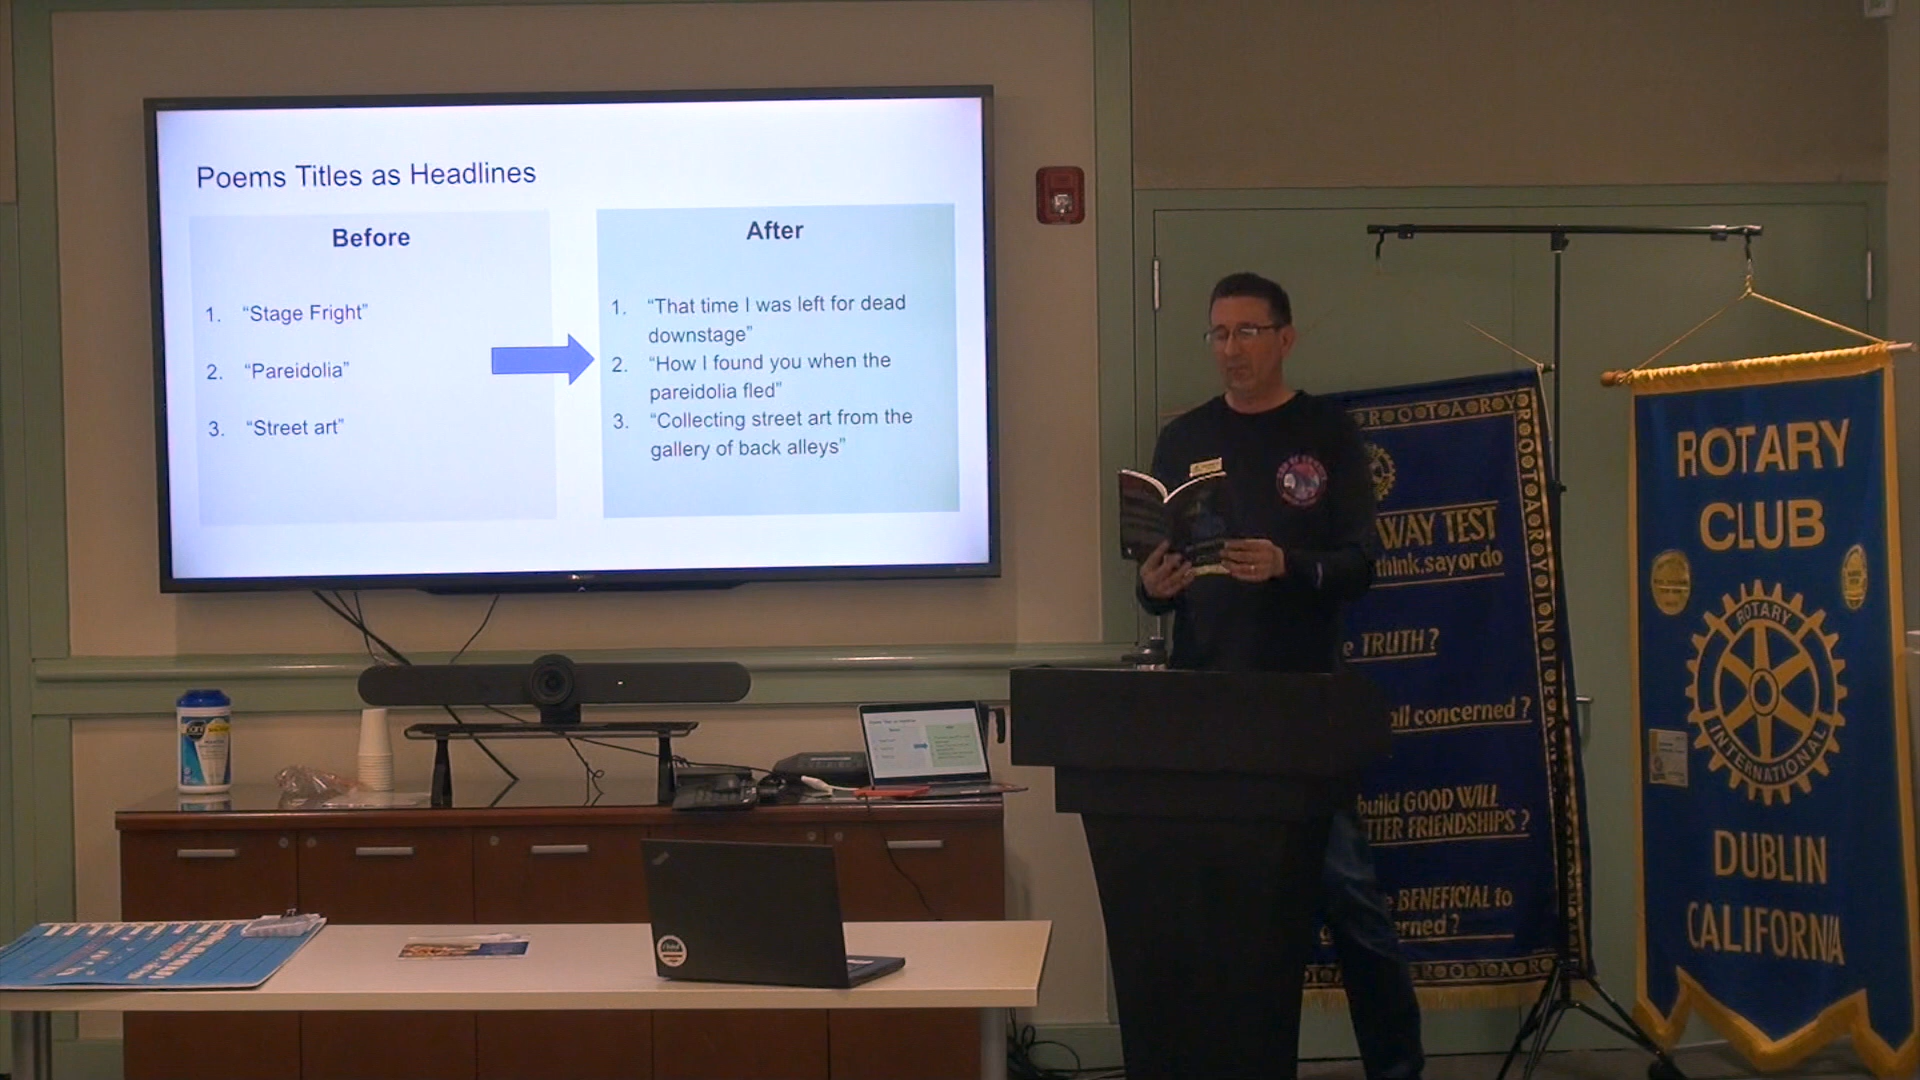 Poems Titles as Headlines
Before
1. “Stage Fright”
2. “Pareidolia”
3. “Street art”
After
1. “That time I was left for dead
downstage”
2. “How I found you when the
pareidolia fled”
3. “Collecting street art from the
gallery of back alleys”
ROTARY
WAY TEST
think.say or do
TRUTH ?
all concerned ?
build GOOD WILL
TTER FRIENDSHIPS ?
BENEFICIAL to
erned ?
ROTARY
CLUB
ROTARY
INTERNATIONAL
DUBLIN
CALIFORNIA